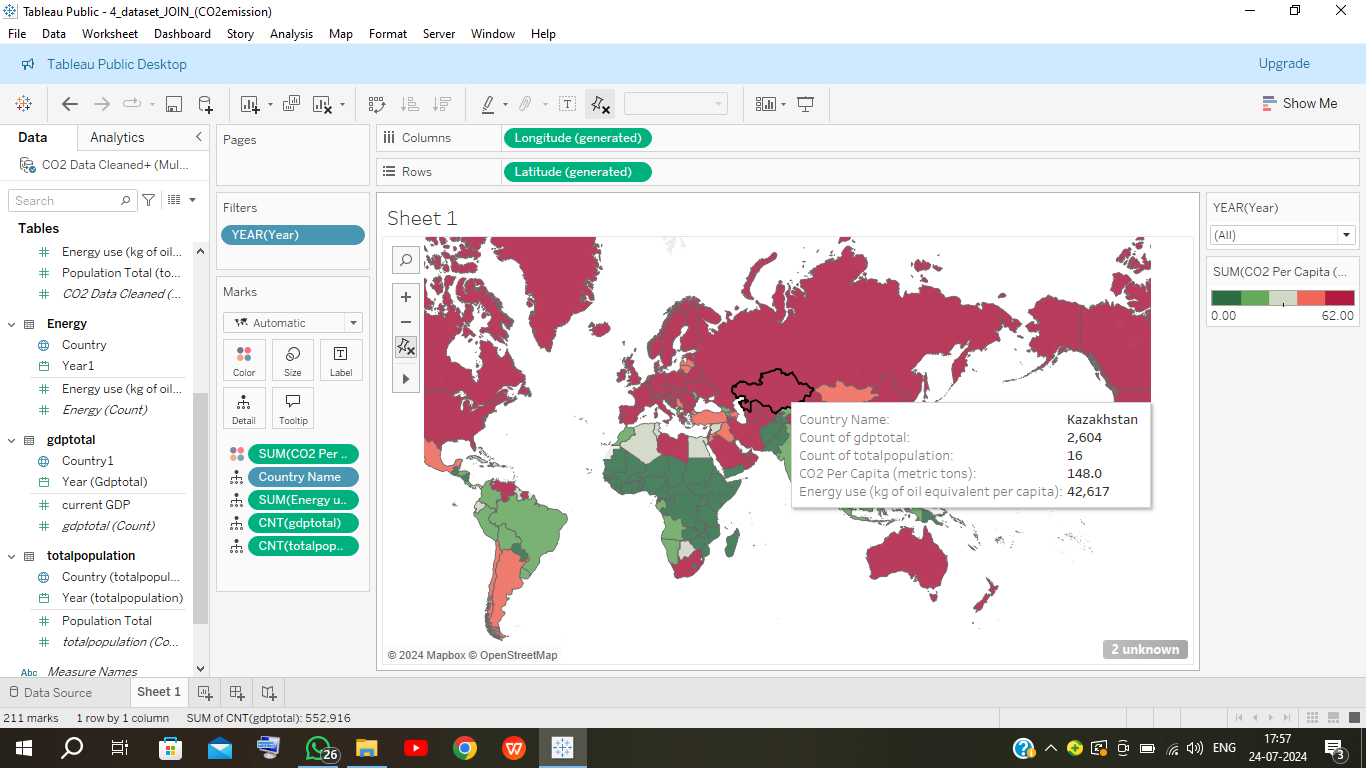 Tableau Public - 4_dataset_JOIN_(CO2emission)
File Data Worksheet Dashboard Story Analysis Map Format Server Window Help
Tableau Public Desktop Upgrade
Show Me
Data Analytics
Pages
Columns Longitude (generated)
CO2 Data Cleaned+ (Mul...
Rows Latitude (generated)
Search
Filters
YEAR(Year)
Tables
Energy use (kg of oil...
Population Total (to...
CO2 Data Cleaned (...
Energy
Country
Year1
Energy use (kg of oil...
Energy (Count)
gdptotal
Country1
Year (Gdptotal)
current GDP
gdptotal (Count)
totalpopulation
Country (totalpopul...
Year (totalpopulation)
Population Total
totalpopulation (Co...
Abc Measure Names
Marks
Automatic
Color Size Label
Detail Tooltip
SUM(CO2 Per ..
Country Name
SUM(Energy u..
CNT(gdptotal)
CNT(totalpop..
Sheet 1
Country Name: Kazakhstan
Count of gdptotal: 2,604
Count of totalpopulation: 16
CO2 Per Capita (metric tons): 148.0
Energy use (kg of oil equivalent per capita): 42,617
© 2024 Mapbox © OpenStreetMap
2 unknown
YEAR(Year)
(All)
SUM(CO2 Per Capita (...
0.00 62.00
Data Source Sheet 1
211 marks 1 row by 1 column SUM of CNT(gdptotal): 552,916
26
ENG
17:57
24-07-2024
3